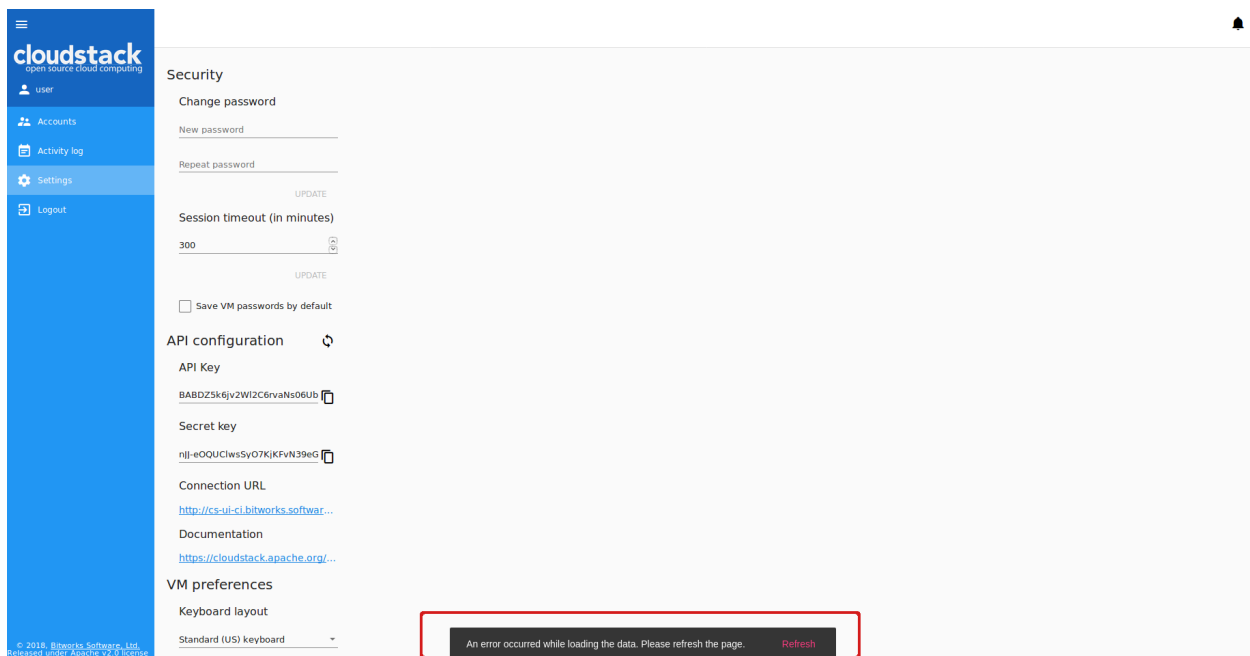 cloudstack
open source cloud computing
user
Accounts
Activity log
Settings
Logout
© 2018, Bitworks Software, Ltd.
Released under Apache v2.0 license
Security
Change password
New password
Repeat password
UPDATE
Session timeout (in minutes)
300
UPDATE
Save VM passwords by default
API configuration
API Key
BABDZ5k6jv2Wl2C6rvaNs06Ub
Secret key
nJJ-eOQUClwsSyO7KjKFvN39eG
Connection URL
http://cs-ui-ci.bitworks.softwar...
Documentation
https://cloudstack.apache.org/...
VM preferences
Keyboard layout
Standard (US) keyboard
An error occurred while loading the data. Please refresh the page. Refresh